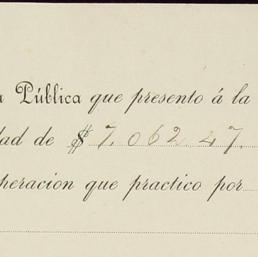 a Pública que presento á la
dad de $ 7.062.47.
peracion que practico por